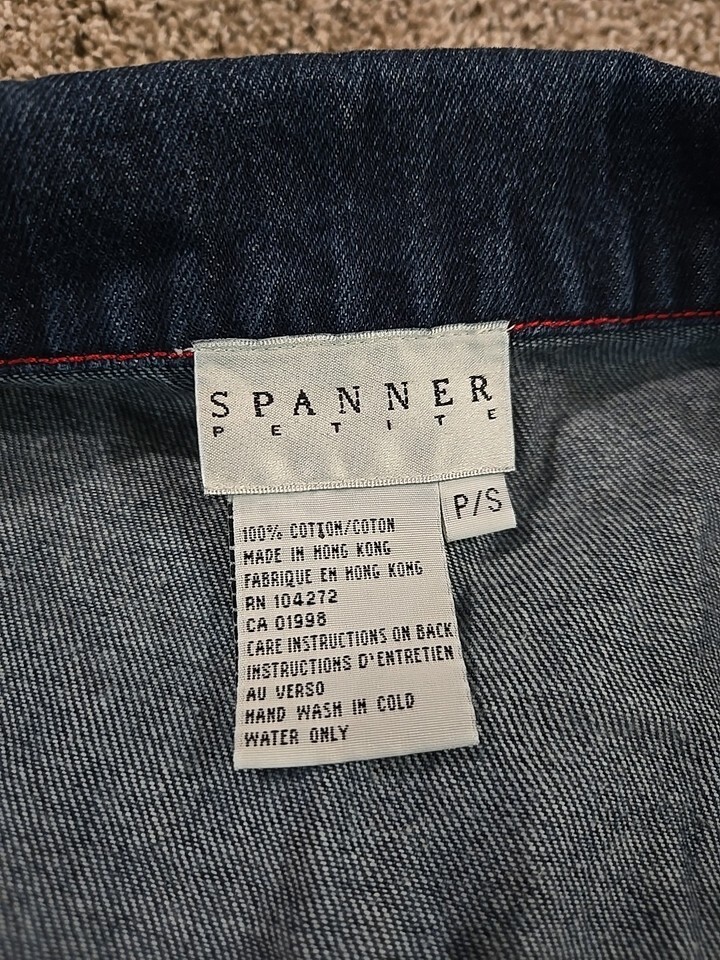 SPANNER
PETITE
P/S
100% COTTON/COTON
MADE IN HONG KONG
FABRIQUE EN HONG KONG
RN 104272
CA 01998
CARE INSTRUCTIONS ON BACK
INSTRUCTIONS D'ENTRETIEN
AU VERSO
HAND WASH IN COLD
WATER ONLY